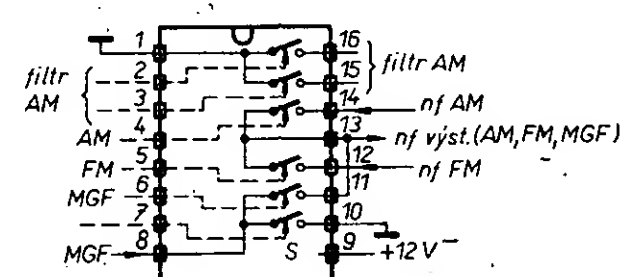 1 16
filtr AM 2 15 filtr AM
3 14 nf AM
AM 4 13 nf výst.(AM,FM,MGF)
FM 5 12 nf FM
MGF 6 11
7 10
MGF 8 S 9 +12V